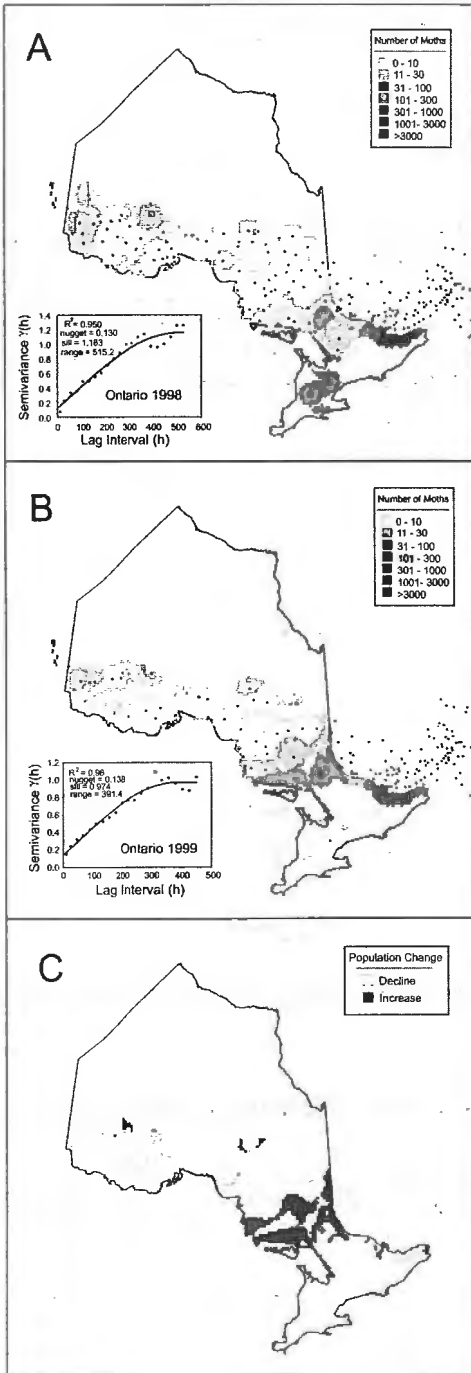 A
Number of Moths
0 - 10
11 - 30
31 - 100
101 - 300
301 - 1000
1001 - 3000
>3000
Semivariance γ(h)
1.4
1.2
1.0
0.8
0.6
0.4
0.2
0.0
R² = 0.950
nugget = 0.130
sill = 1.163
range = 515.2
Ontario 1998
0 100 200 300 400 500 600
Lag Interval (h)
B
Number of Moths
0 - 10
11 - 30
31 - 100
101 - 300
301 - 1000
1001 - 3000
>3000
Semivariance γ(h)
1.2
1.0
0.8
0.6
0.4
0.2
0.0
R² = 0.98
nugget = 0.138
sill = 0.974
range = 391.4
Ontario 1999
0 100 200 300 400 500
Lag Interval (h)
C
Population Change
Decline
Increase